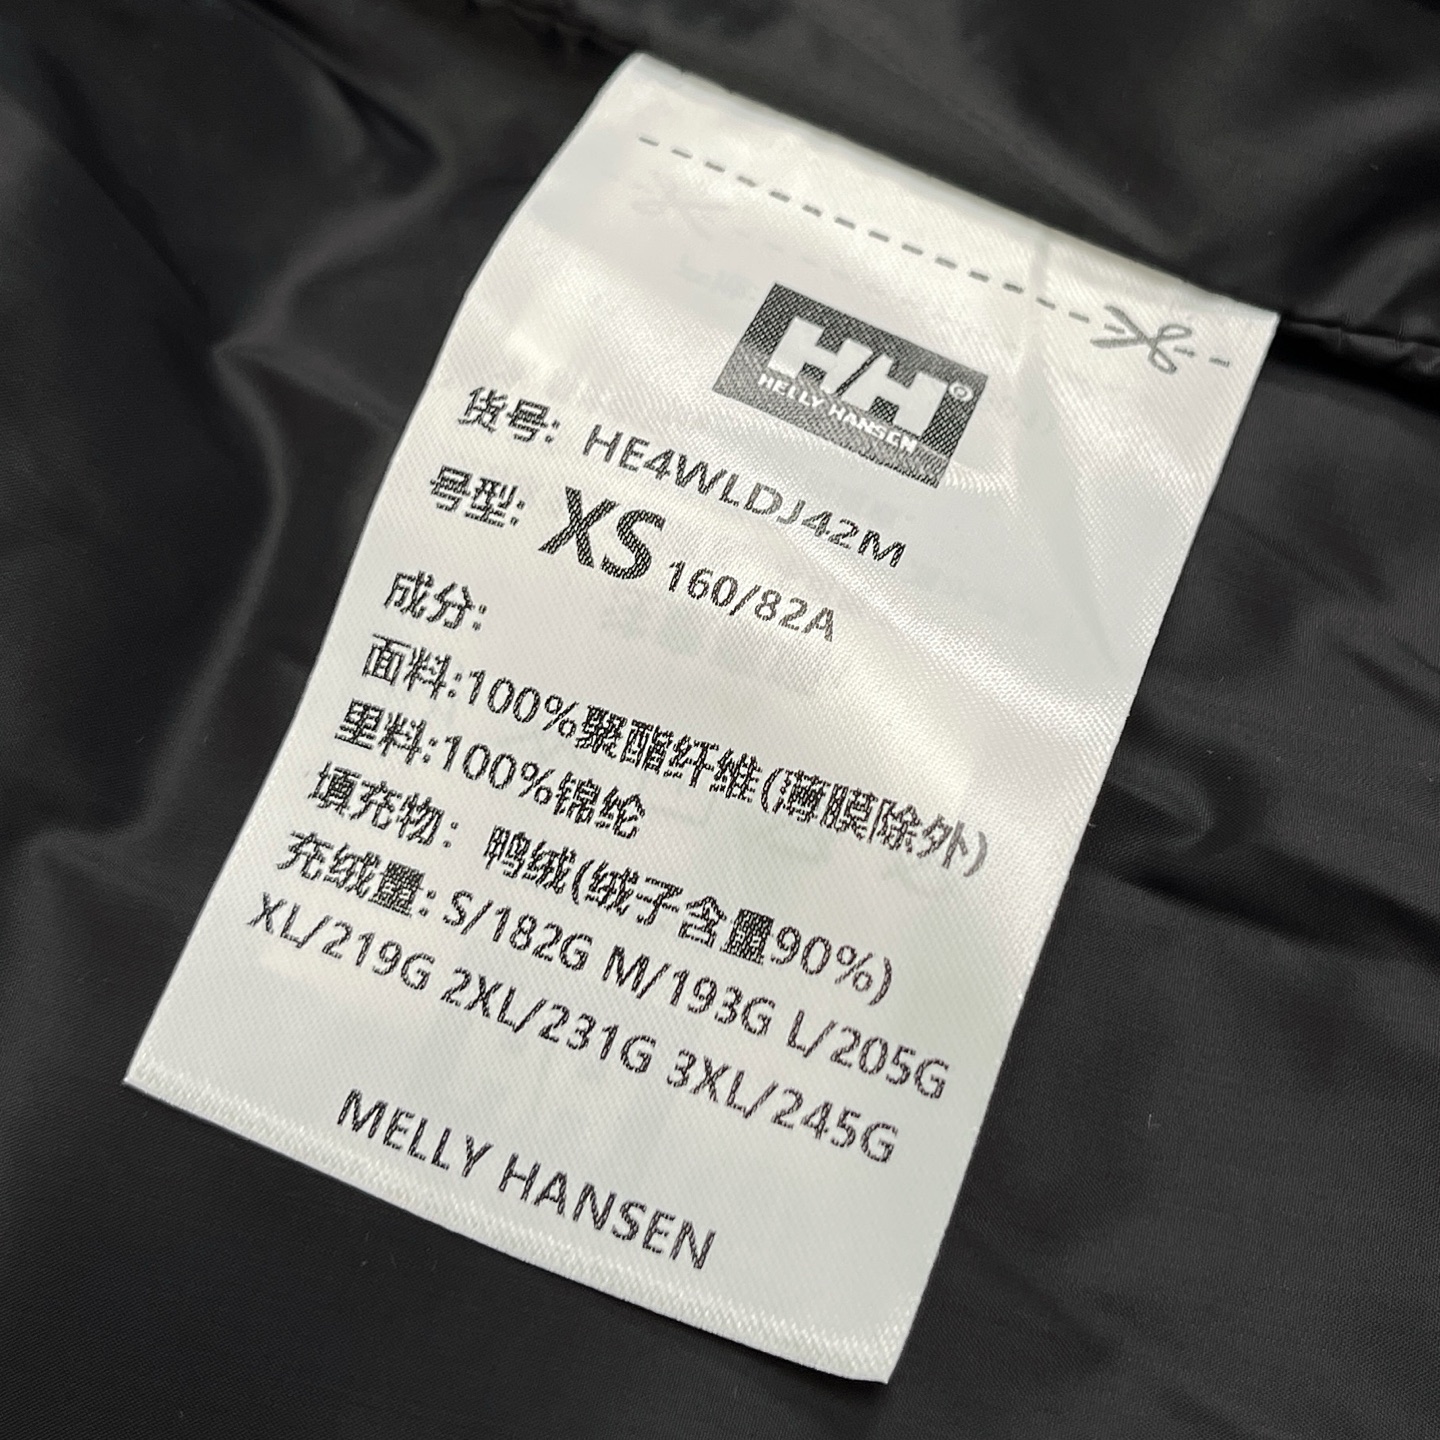 HH®
HELLY HANSEN
货号: HE4WLDJ42M
号型: XS 160/82A
成分:
面料:100%聚酯纤维(薄膜除外)
里料:100%锦纶
填充物: 鸭绒(绒子含量90%)
充绒量: S/182G M/193G L/205G
XL/219G 2XL/231G 3XL/245G
MELLY HANSEN